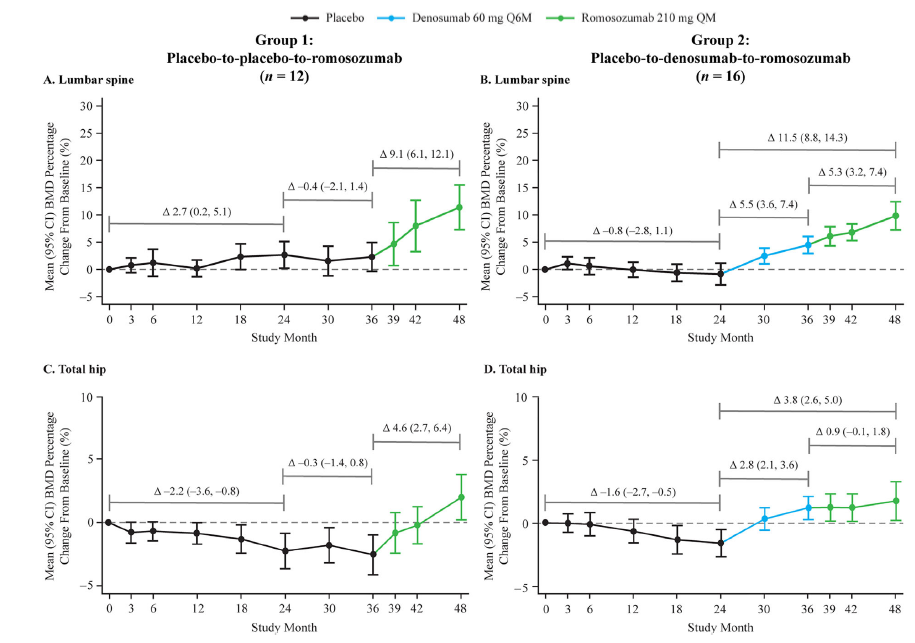 Placebo Denosumab 60 mg Q6M Romosozumab 210 mg QM
Group 1:
Placebo-to-placebo-to-romosozumab
(n = 12)
Group 2:
Placebo-to-denosumab-to-romosozumab
(n = 16)
A. Lumbar spine
Mean (95% CI) BMD Percentage
Change From Baseline (%)
30
25
20
15
10
5
0
−5
Δ 2.7 (0.2, 5.1)
Δ −0.4 (−2.1, 1.4)
Δ 9.1 (6.1, 12.1)
0 3 6 12 18 24 30 36 39 42 48
Study Month
B. Lumbar spine
Mean (95% CI) BMD Percentage
Change From Baseline (%)
30
25
20
15
10
5
0
−5
Δ 11.5 (8.8, 14.3)
Δ 5.3 (3.2, 7.4)
Δ 5.5 (3.6, 7.4)
Δ −0.8 (−2.8, 1.1)
0 3 6 12 18 24 30 36 39 42 48
Study Month
C. Total hip
Mean (95% CI) BMD Percentage
Change From Baseline (%)
10
5
0
−5
Δ 4.6 (2.7, 6.4)
Δ −0.3 (−1.4, 0.8)
Δ −2.2 (−3.6, −0.8)
0 3 6 12 18 24 30 36 39 42 48
Study Month
D. Total hip
Mean (95% CI) BMD Percentage
Change From Baseline (%)
10
5
0
−5
Δ 3.8 (2.6, 5.0)
Δ 0.9 (−0.1, 1.8)
Δ 2.8 (2.1, 3.6)
Δ −1.6 (−2.7, −0.5)
0 3 6 12 18 24 30 36 39 42 48
Study Month